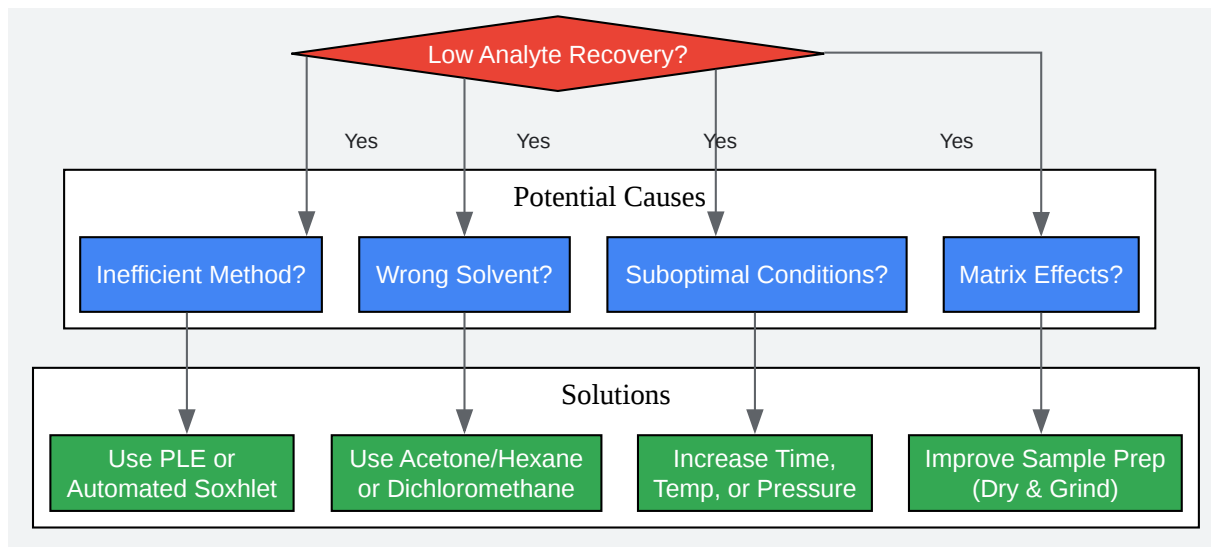 Low Analyte Recovery?
Yes
Yes
Yes
Yes
Potential Causes
Inefficient Method?
Wrong Solvent?
Suboptimal Conditions?
Matrix Effects?
Solutions
Use PLE or
Automated Soxhlet
Use Acetone/Hexane
or Dichloromethane
Increase Time,
Temp, or Pressure
Improve Sample Prep
(Dry & Grind)